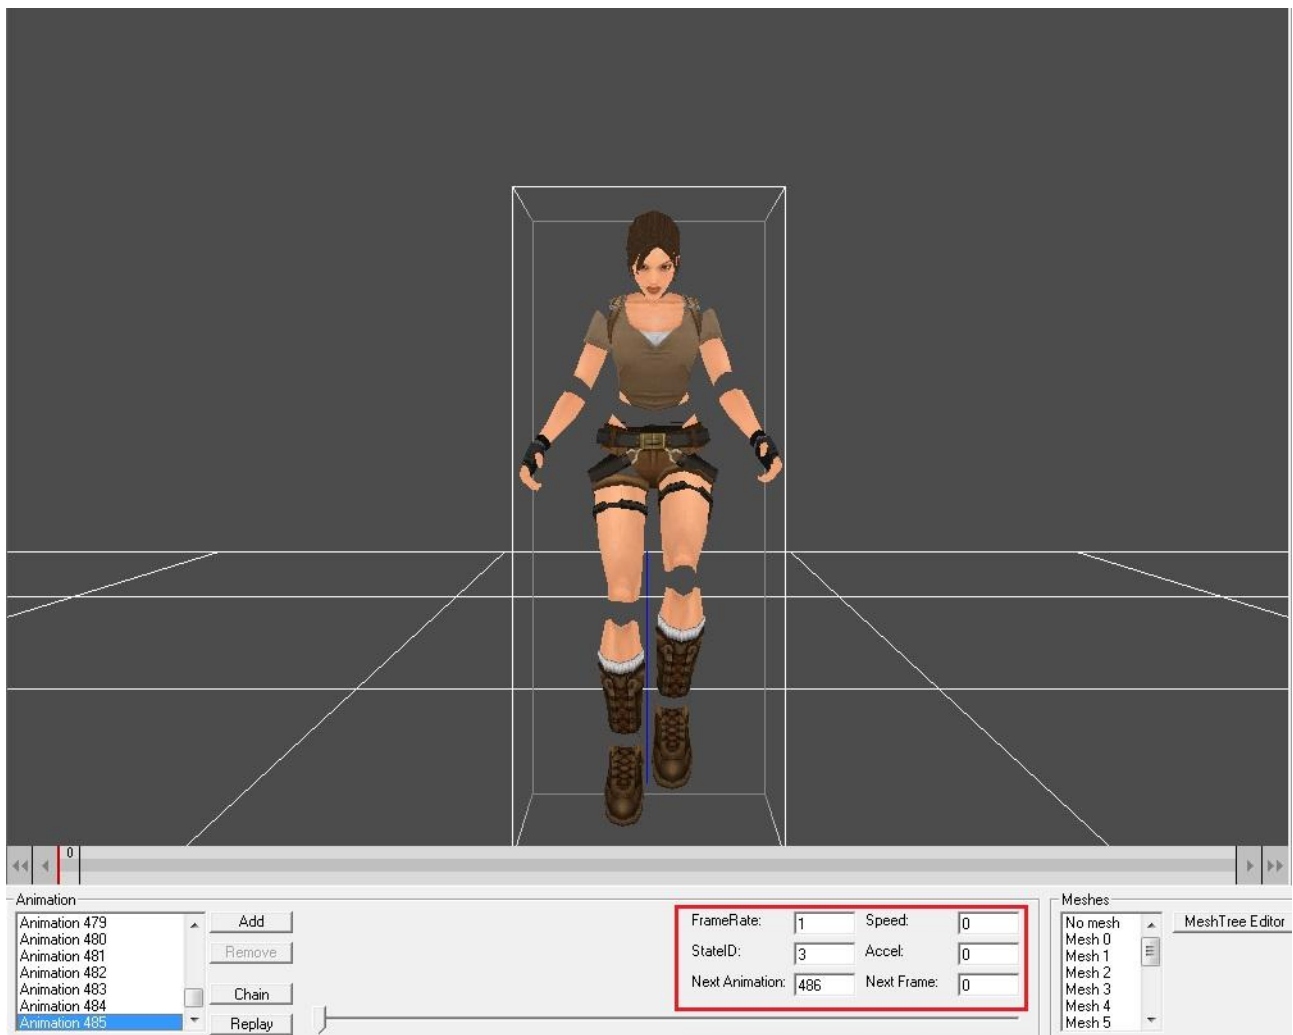 0
Animation
Animation 479
Animation 480
Animation 481
Animation 482
Animation 483
Animation 484
Animation 485
Add
Remove
Chain
Replay
FrameRate: 1 Speed: 0
StateID: 3 Accel: 0
Next Animation: 486 Next Frame: 0
Meshes
No mesh
Mesh 0
Mesh 1
Mesh 2
Mesh 3
Mesh 4
Mesh 5
MeshTree Editor